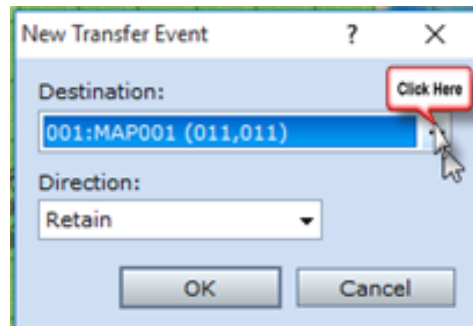 New Transfer Event
Destination:
Click Here
001:MAP001 (011,011)
Direction:
Retain
OK
Cancel